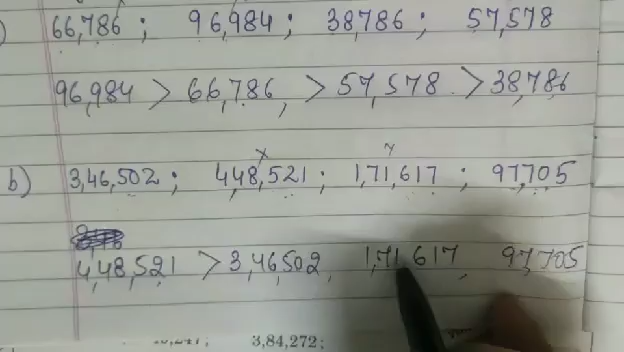 66,786 ; 96,984 ; 38,786 ; 57,578
96,984 > 66,786, > 57,578 > 38,786
b) 3,46,502 ; 4,48,521 ; 1,71,617 ; 97,705
4,48,521 > 3,46,502, 1,71,617, 97,705
3,84,272;